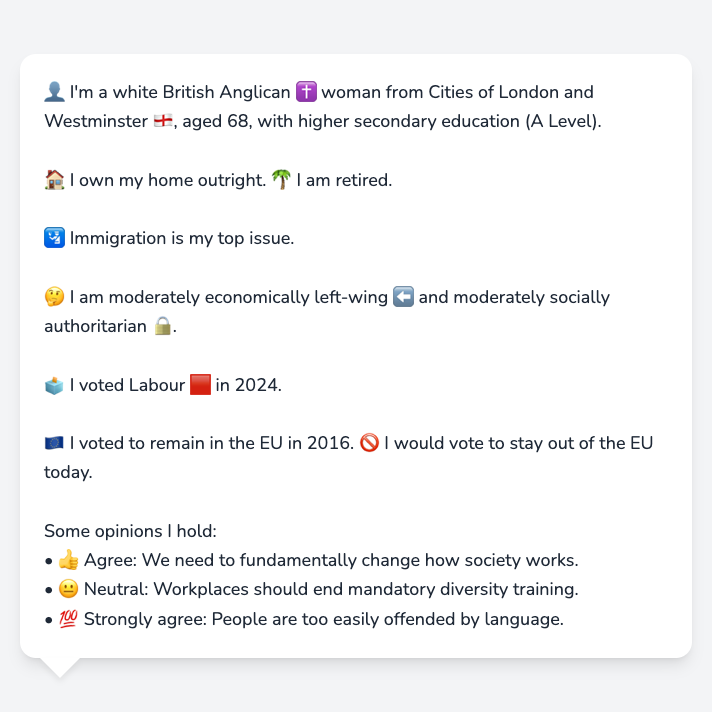 👤 I'm a white British Anglican ✝️ woman from Cities of London and
Westminster 🏴󠁧󠁢󠁥󠁮󠁧󠁿, aged 68, with higher secondary education (A Level).
🏠 I own my home outright. 🌴 I am retired.
🛂 Immigration is my top issue.
🤔 I am moderately economically left-wing ⬅️ and moderately socially
authoritarian 🔒.
🗳️ I voted Labour 🟥 in 2024.
🇪🇺 I voted to remain in the EU in 2016. 🚫 I would vote to stay out of the EU
today.
Some opinions I hold:
• 👍 Agree: We need to fundamentally change how society works.
• 😐 Neutral: Workplaces should end mandatory diversity training.
• 💯 Strongly agree: People are too easily offended by language.